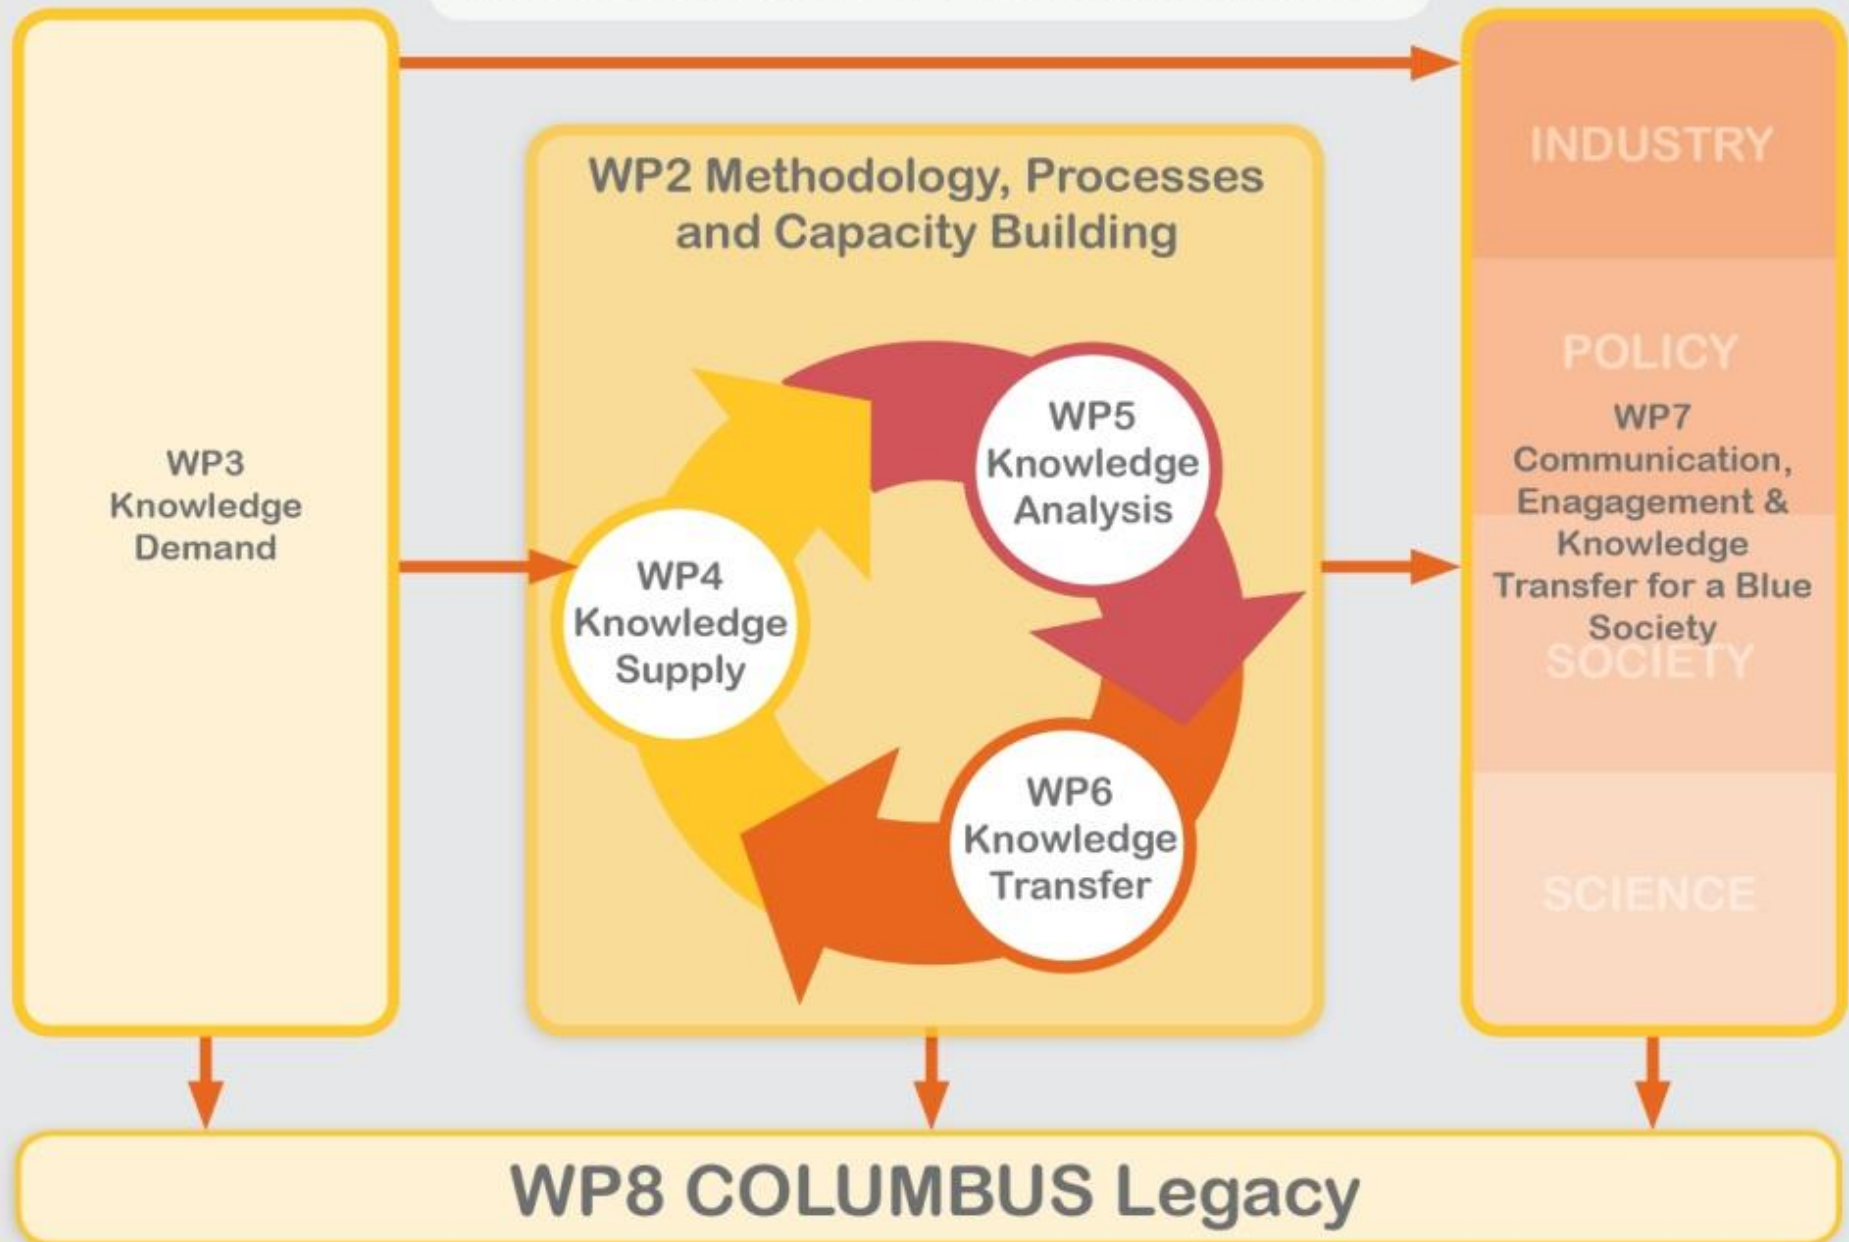 INDUSTRY
WP2 Methodology, Processes
and Capacity Building
POLICY
WP3
Knowledge
Demand
WP5
Knowledge
Analysis
WP7
Communication,
Enagagement &
Knowledge
Transfer for a Blue
Society
SOCIETY
WP4
Knowledge
Supply
WP6
Knowledge
Transfer
SCIENCE
WP8 COLUMBUS Legacy